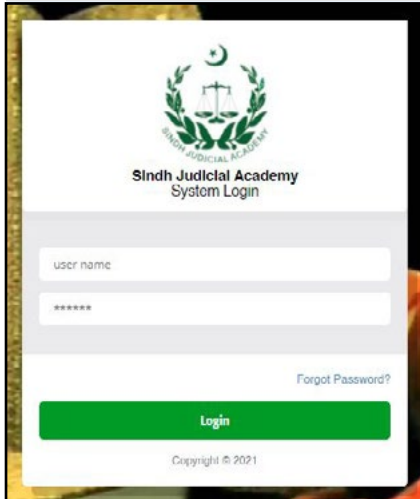 SINDH JUDICIAL ACADEMY
Sindh Judicial Academy
System Login
user name
******
Forgot Password?
Login
Copyright © 2021